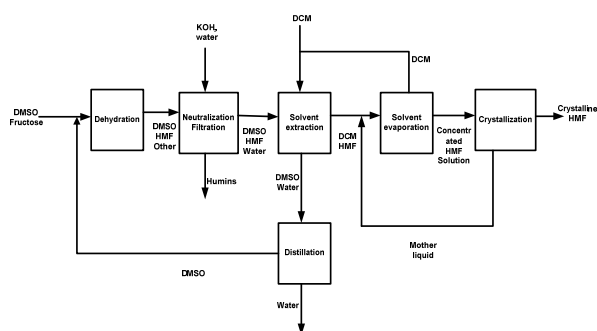 DCM
KOH,
water
DCM
DMSO
Fructose
Dehydration
DMSO
HMF
Other
Neutralization
Filtration
DMSO
HMF
Water
Solvent
extraction
DCM
HMF
Solvent
evaporation
Concentr
ated
HMF
Solution
Crystallization
Crystalline
HMF
Humins
DMSO
Water
Mother
liquid
Distillation
DMSO
Water